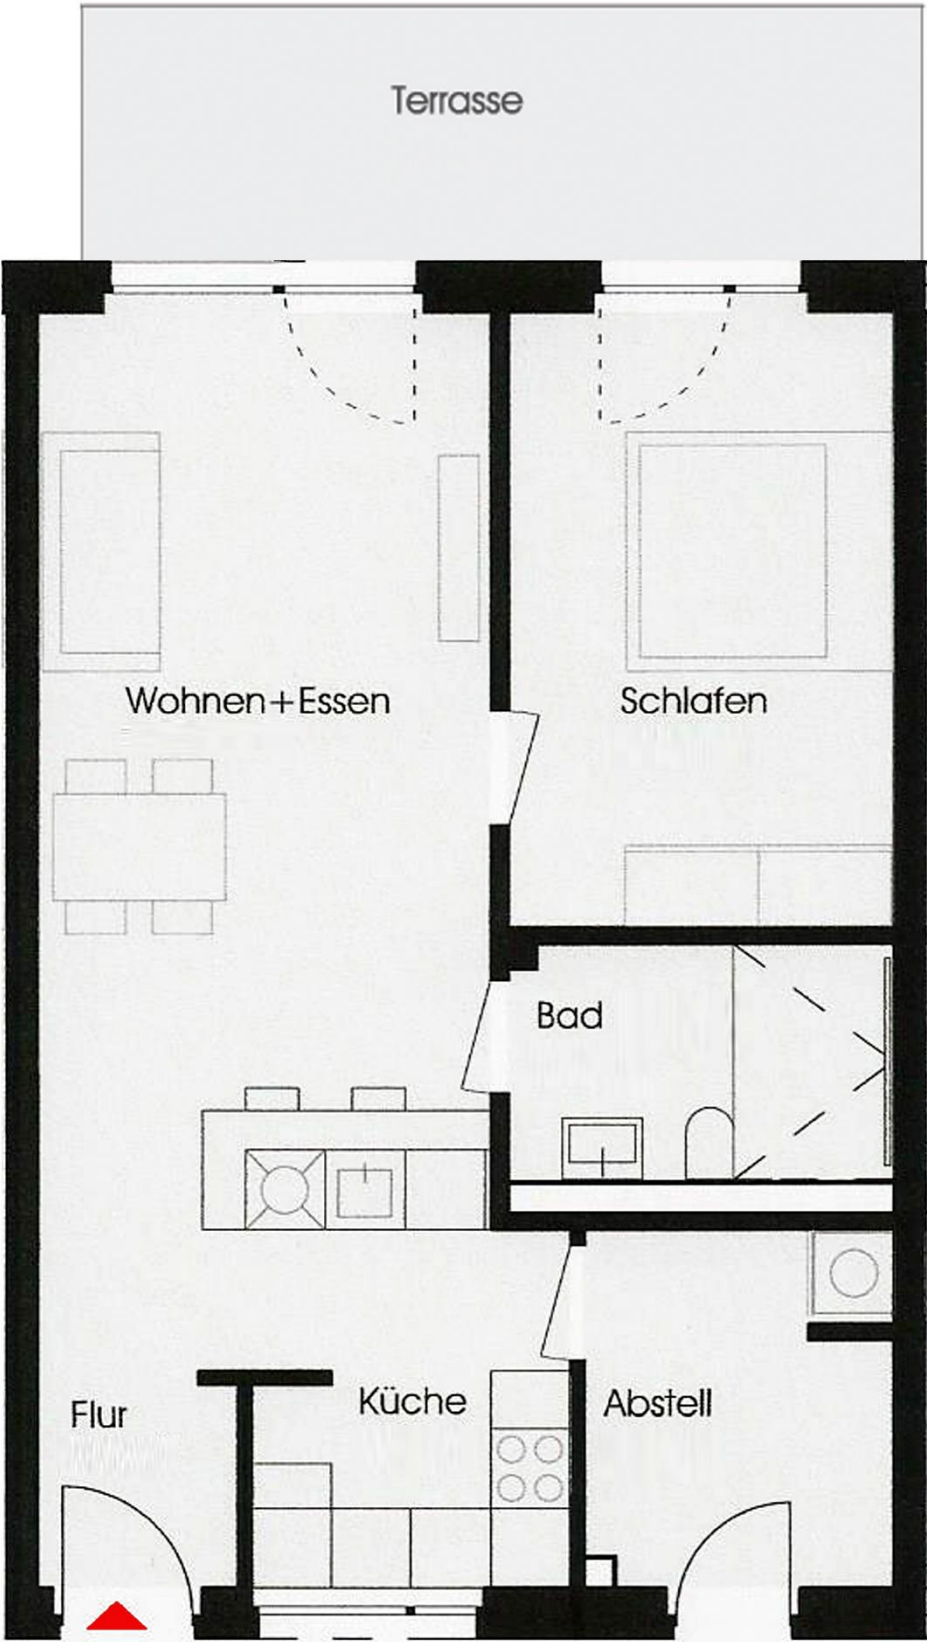 Terrasse
Wohnen+Essen
Schlafen
Bad
Küche
Abstell
Flur